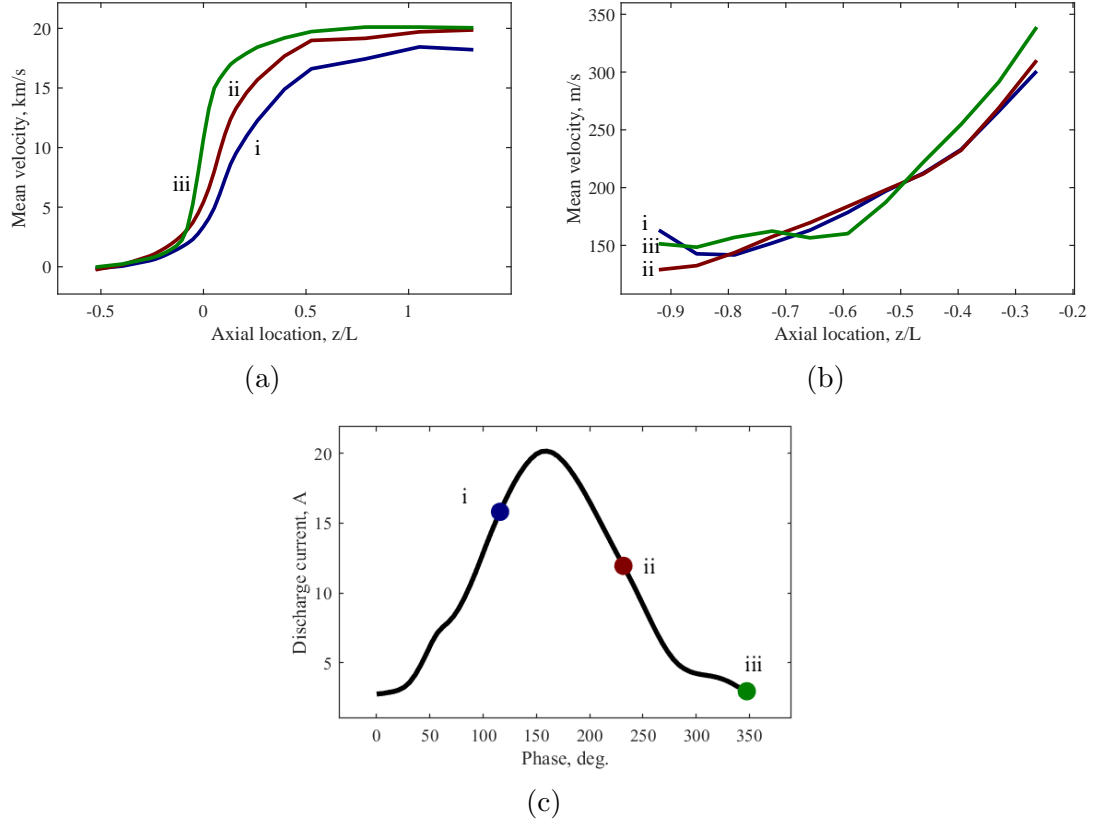 Mean velocity, km/s
20
15
10
5
0
-0.5
0
0.5
1
Axial location, z/L
i
ii
iii
(a)
Mean velocity, m/s
350
300
250
200
150
-0.9
-0.8
-0.7
-0.6
-0.5
-0.4
-0.3
-0.2
Axial location, z/L
i
iii
ii
(b)
Discharge current, A
20
15
10
5
0
50
100
150
200
250
300
350
Phase, deg.
i
ii
iii
(c)